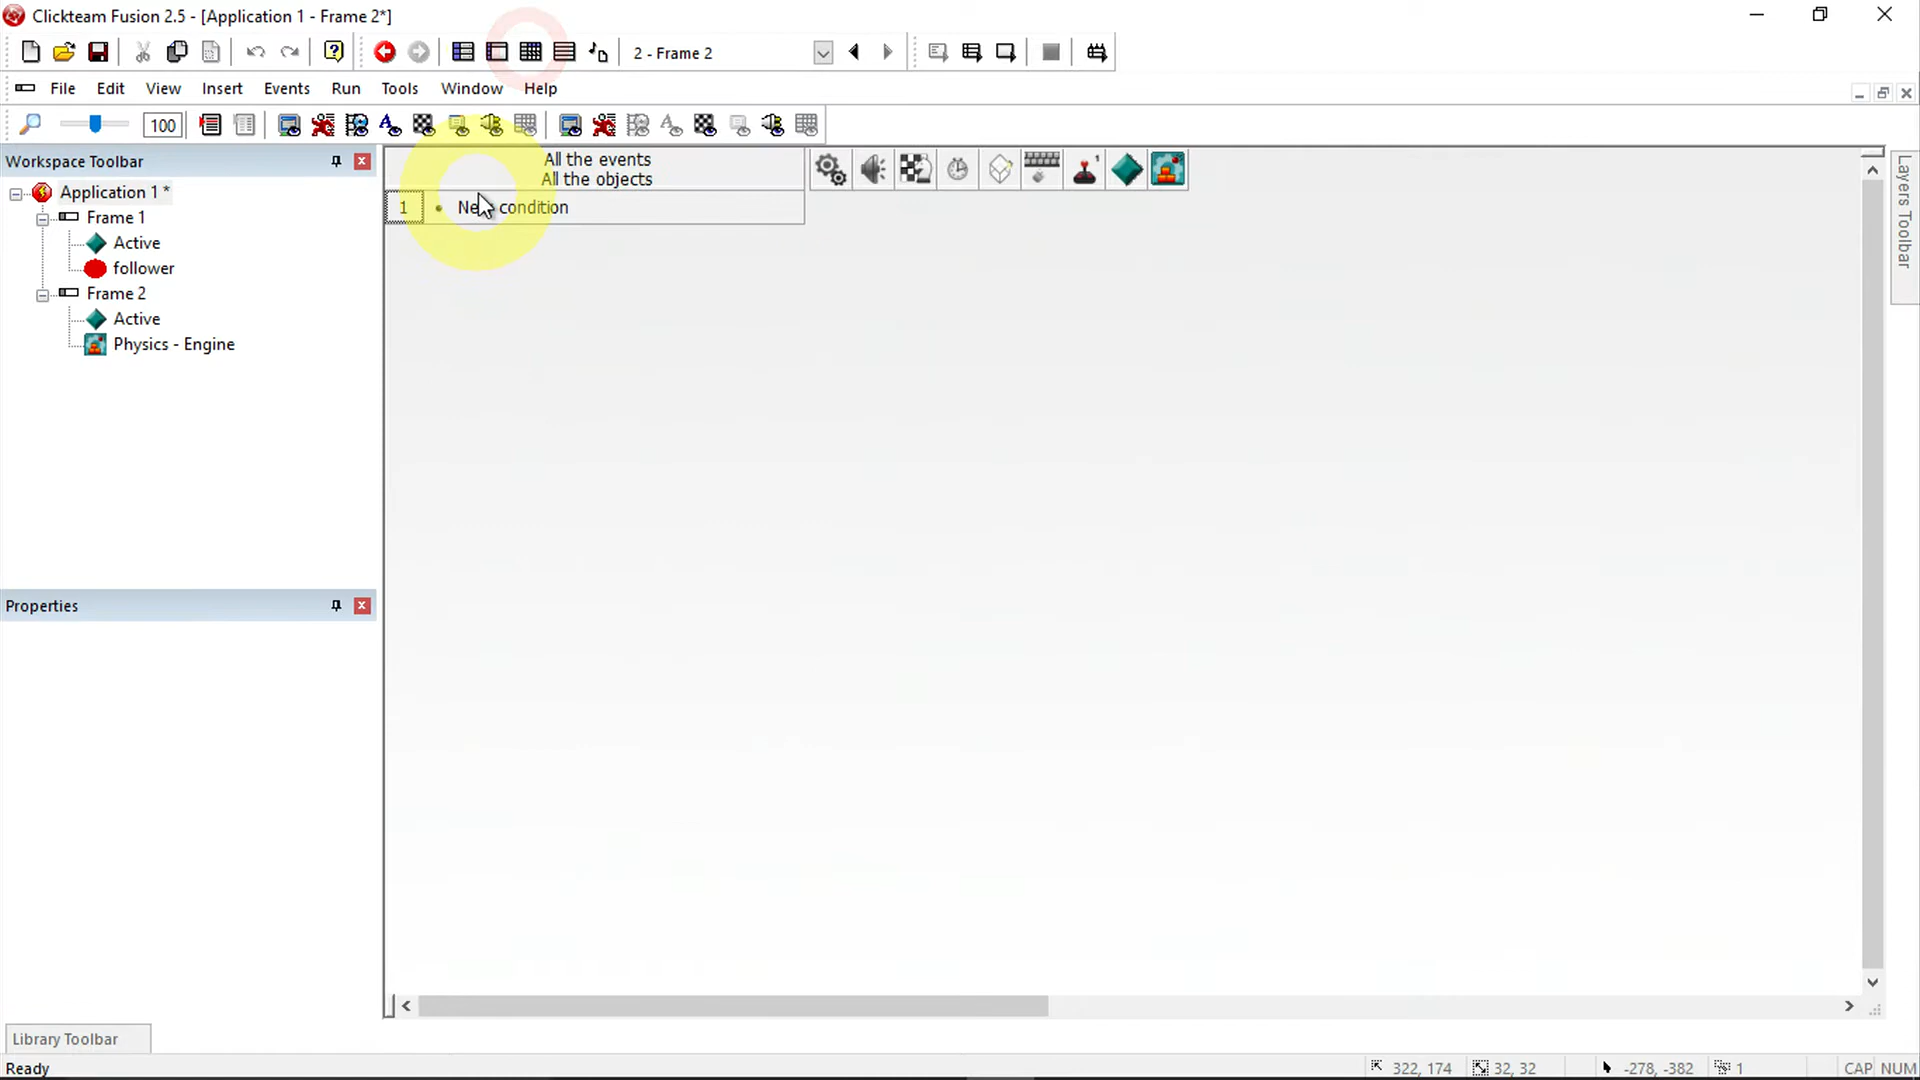 Clickteam Fusion 2.5 - [Application 1 - Frame 2*]
2 - Frame 2
File Edit View Insert Events Run Tools Window Help
100
Workspace Toolbar
Application 1 *
Frame 1
Active
follower
Frame 2
Active
Physics - Engine
All the events
All the objects
1
1 condition
Layers Toolbar
Properties
Library Toolbar
Ready
322, 174
32, 32
-278, -382
1
CAP NUM